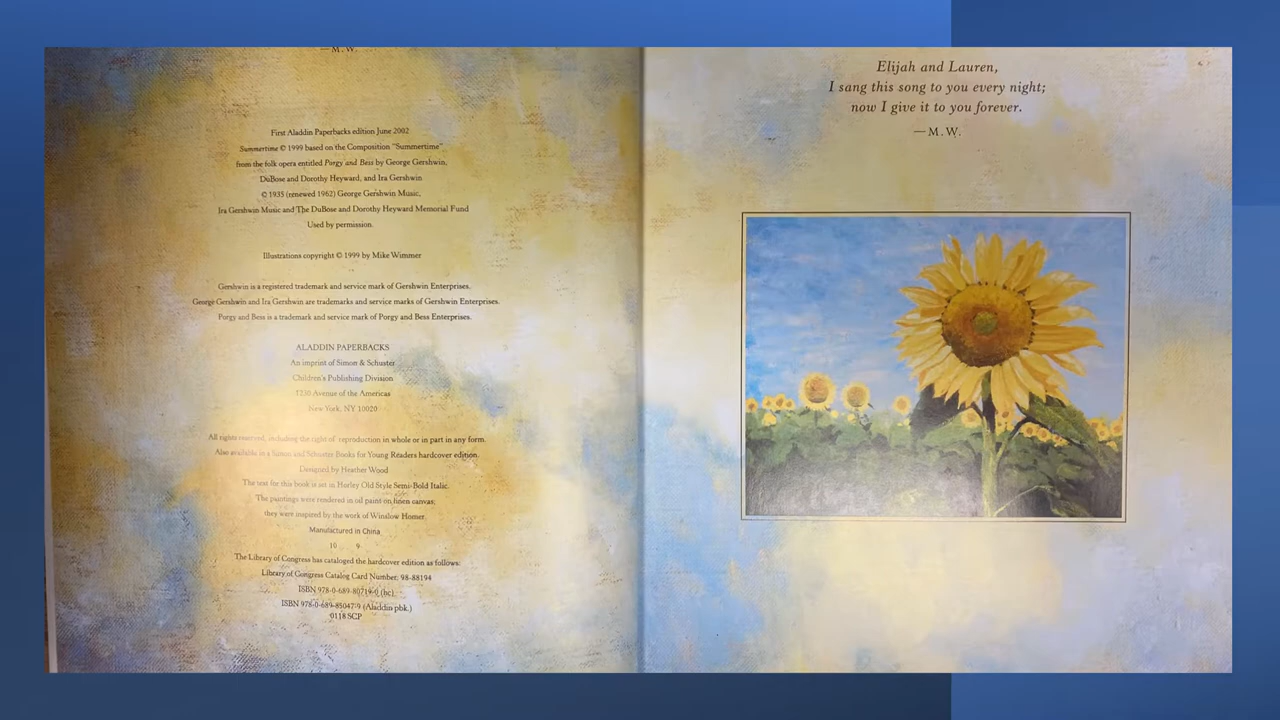 —M.W.
First Aladdin Paperbacks edition June 2002
Summertime © 1999 based on the Composition "Summertime"
from the folk opera entitled Porgy and Bess by George Gershwin,
DuBose and Dorothy Heyward, and Ira Gershwin
© 1935 (renewed 1962) George Gershwin Music,
Ira Gershwin Music and The DuBose and Dorothy Heyward Memorial Fund
Used by permission.
Illustrations copyright © 1999 by Mike Wimmer
Gershwin is a registered trademark and service mark of Gershwin Enterprises.
George Gershwin and Ira Gershwin are trademarks and service marks of Gershwin Enterprises.
Porgy and Bess is a trademark and service mark of Porgy and Bess Enterprises.
ALADDIN PAPERBACKS
An imprint of Simon & Schuster
Children's Publishing Division
1230 Avenue of the Americas
New York, NY 10020
All rights reserved, including the right of reproduction in whole or in part in any form.
Also available in a Simon and Schuster Books for Young Readers hardcover edition.
Designed by Heather Wood
The text for this book is set in Horley Old Style Semi-Bold Italic.
The paintings were rendered in oil paint on linen canvas;
they were inspired by the work of Winslow Homer.
Manufactured in China
10 9
The Library of Congress has cataloged the hardcover edition as follows:
Library of Congress Catalog Card Number: 98-88194
ISBN 978-0-689-80719-0 (hc).
ISBN 978-0-689-85047-9 (Aladdin pbk.)
0118 SCP
Elijah and Lauren,
I sang this song to you every night;
now I give it to you forever.
—M.W.